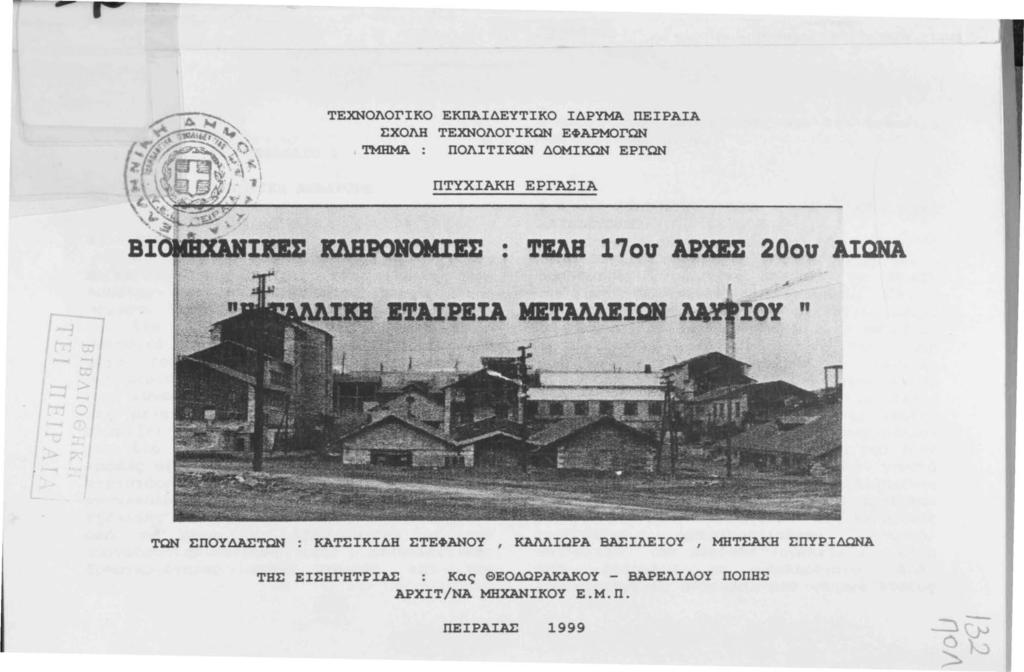 ΤΕΧΝΟΛΟΓΙΚΟ ΕΚΠΑΙΔΕΥΤΙΚΟ ΙΔΡΥΜΑ ΠΕΙΡΑΙΑ
ΣΧΟΛΗ ΤΕΧΝΟΛΟΓΙΚΩΝ ΕΦΑΡΜΟΓΩΝ
ΤΜΗΜΑ : ΠΟΛΙΤΙΚΩΝ ΔΟΜΙΚΩΝ ΕΡΓΩΝ
ΠΤΥΧΙΑΚΗ ΕΡΓΑΣΙΑ
ΒΙΟΜΗΧΑΝΙΚΕΣ ΚΛΗΡΟΝΟΜΙΕΣ : ΤΕΛΗ 17ου ΑΡΧΕΣ 20ου ΑΙΩΝΑ
ΕΤΑΙΡΕΙΑ ΜΕΤΑΛΛΕΙΩΝ ΛΑΥΡΙΟΥ "
ΒΙΒΛΙΟΘΗΚΗ
ΤΕΙ ΠΕΙΡΑΙΑ
ΤΩΝ ΣΠΟΥΔΑΣΤΩΝ : ΚΑΤΣΙΚΙΔΗ ΣΤΕΦΑΝΟΥ , ΚΑΛΛΙΩΡΑ ΒΑΣΙΛΕΙΟΥ , ΜΗΤΣΑΚΗ ΣΠΥΡΙΔΩΝΑ
ΤΗΣ ΕΙΣΗΓΗΤΡΙΑΣ : Κας ΘΕΟΔΩΡΑΚΑΚΟΥ - ΒΑΡΕΛΙΔΟΥ ΠΟΠΗΣ
ΑΡΧΙΤ/ΝΑ ΜΗΧΑΝΙΚΟΥ Ε.Μ.Π.
ΠΕΙΡΑΙΑΣ 1999
132
ΠΟΛ